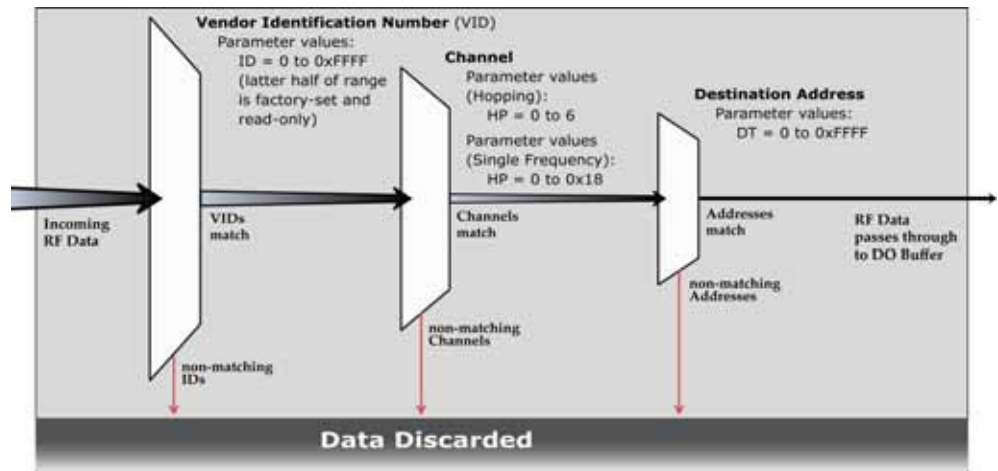 Vendor Identification Number (VID)
Parameter values:
ID = 0 to 0xFFFF
(latter half of range
is factory-set and
read-only)
Channel
Parameter values
(Hopping):
HP = 0 to 6
Parameter values
(Single Frequency):
HP = 0 to 0x18
Destination Address
Parameter values:
DT = 0 to 0xFFFF
Incoming
RF Data
VIDs
match
Channels
match
Addresses
match
RF Data
passes through
to DO Buffer
non-matching
IDs
non-matching
Channels
non-matching
Addresses
Data Discarded